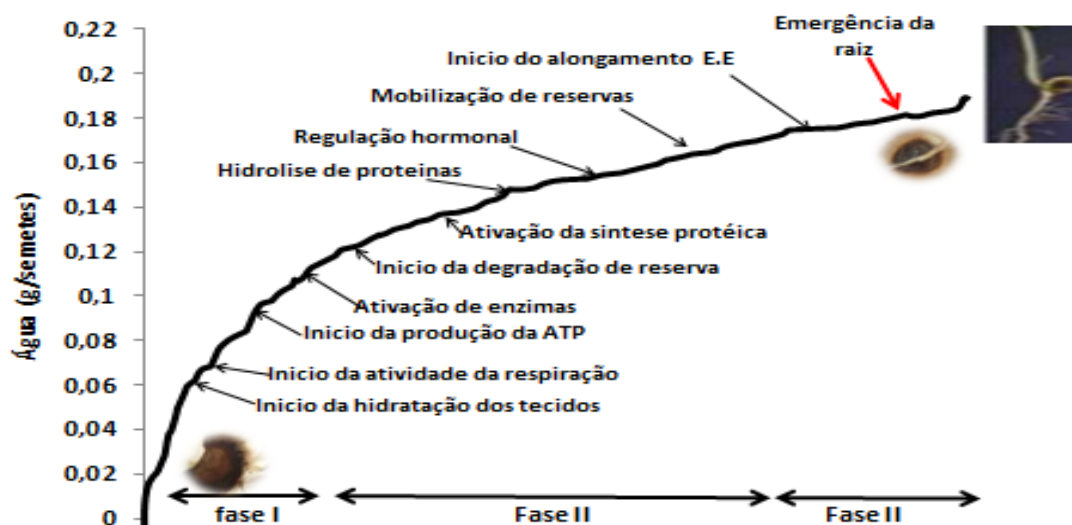 0,22
0,2
0,18
0,16
0,14
0,12
0,1
0,08
0,06
0,04
0,02
0
Água (g/semetes)
Emergência da
raiz
Inicio do alongamento E.E
Mobilização de reservas
Regulação hormonal
Hidrolise de proteinas
Ativação da sintese protéica
Inicio da degradação de reserva
Ativação de enzimas
Inicio da produção da ATP
Inicio da atividade da respiração
Inicio da hidratação dos tecidos
fase I
Fase II
Fase II